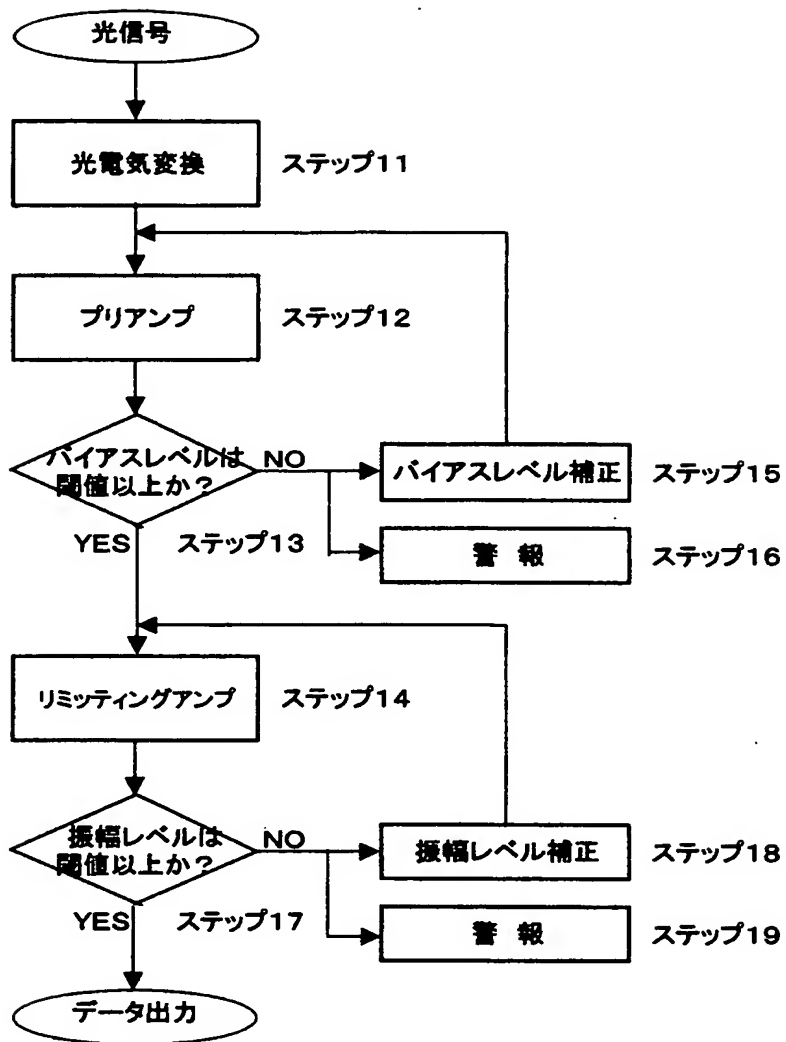 光信号
光電気変換
ステップ11
プリアンプ
ステップ12
バイアスレベルは
閾値以上か?
NO
バイアスレベル補正
ステップ15
YES
ステップ13
警 報
ステップ16
リミッティングアンプ
ステップ14
振幅レベルは
閾値以上か?
NO
振幅レベル補正
ステップ18
YES
ステップ17
警 報
ステップ19
データ出力